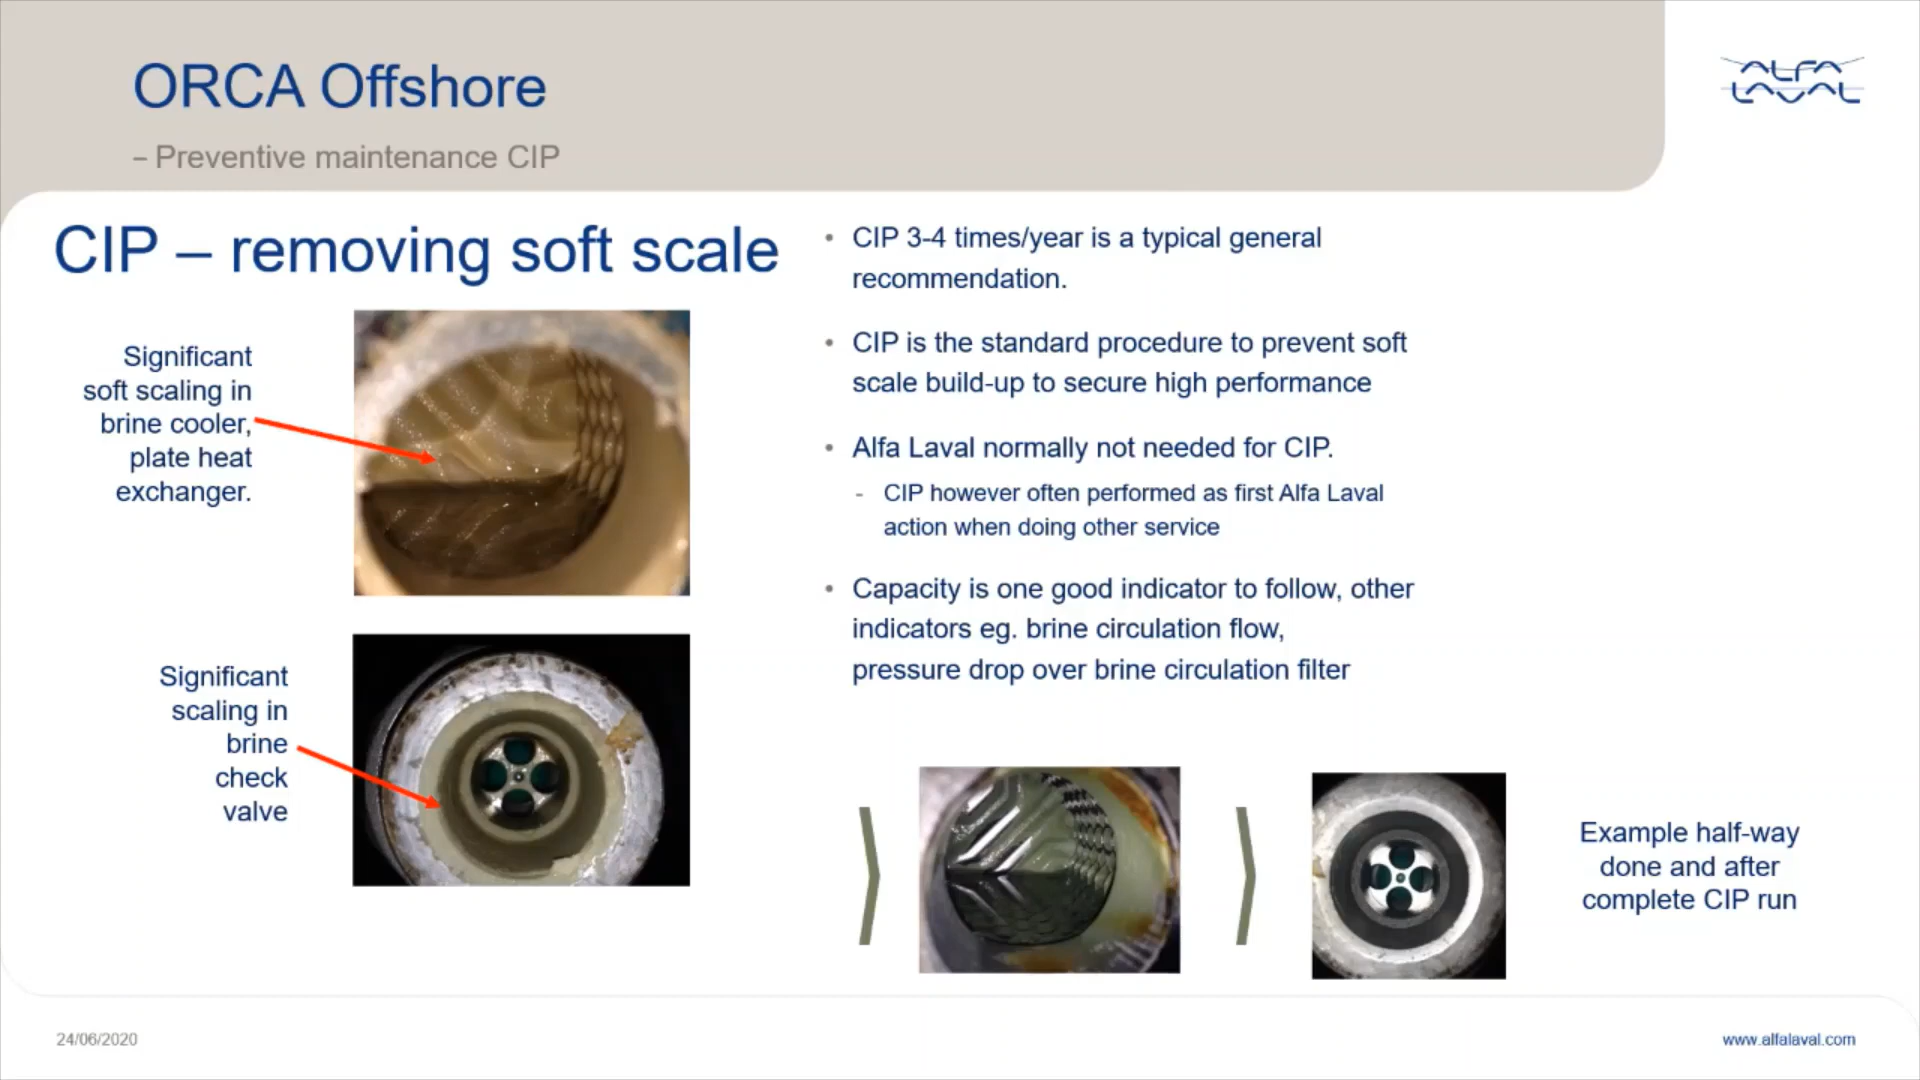 ORCA Offshore
– Preventive maintenance CIP
ALFA
LAVAL
CIP – removing soft scale
Significant
soft scaling in
brine cooler,
plate heat
exchanger.
Significant
scaling in
brine
check
valve
• CIP 3-4 times/year is a typical general
recommendation.
• CIP is the standard procedure to prevent soft
scale build-up to secure high performance
• Alfa Laval normally not needed for CIP.
- CIP however often performed as first Alfa Laval
action when doing other service
• Capacity is one good indicator to follow, other
indicators eg. brine circulation flow,
pressure drop over brine circulation filter
Example half-way
done and after
complete CIP run
24/06/2020
www.alfalaval.com